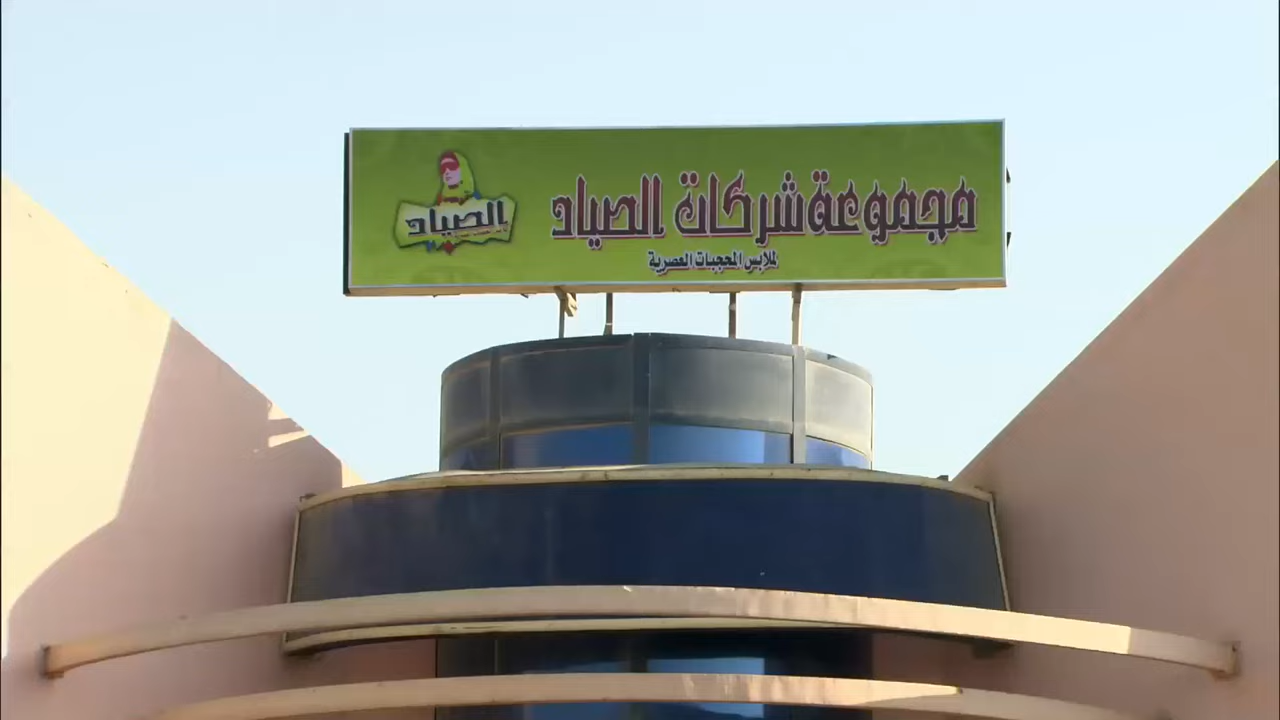 مجموعة شركات الصياد
لملابس المحجبات العصرية
الصياد